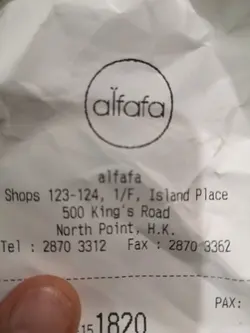 alfafa
alfafa
Shops 123-124, 1/F, Island Place
500 King's Road
North Point, H.K.
Tel : 2870 3312 Fax : 2870 3362
PAX:
15 1820